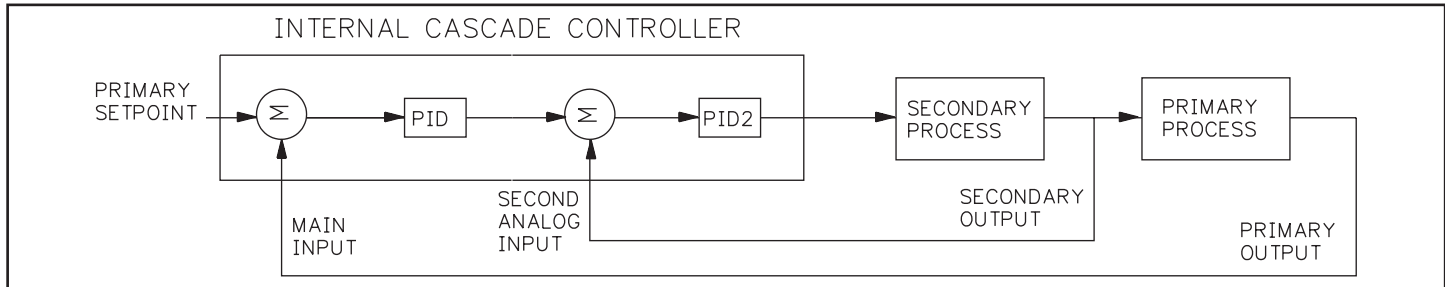 INTERNAL CASCADE CONTROLLER
PRIMARY
SETPOINT
Σ
PID
Σ
PID2
SECONDARY
PROCESS
PRIMARY
PROCESS
MAIN
INPUT
SECOND
ANALOG
INPUT
SECONDARY
OUTPUT
PRIMARY
OUTPUT